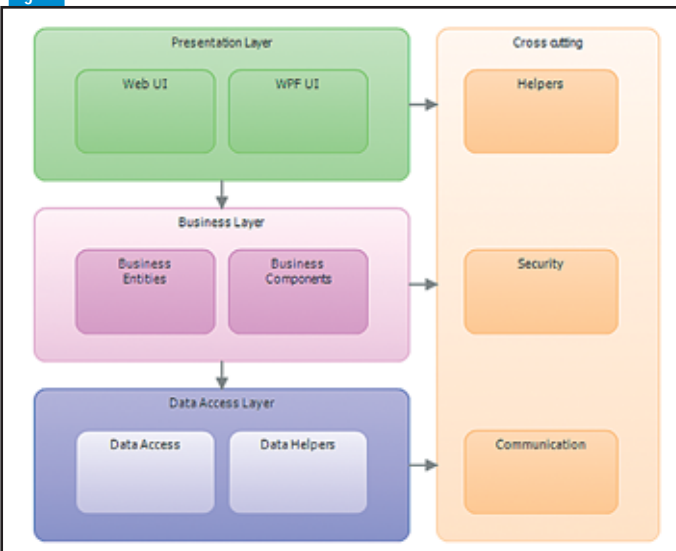 Presentation Layer
Web UI
WPF UI
Cross cutting
Helpers
Business Layer
Business
Entities
Business
Components
Security
Data Access Layer
Data Access
Data Helpers
Communication